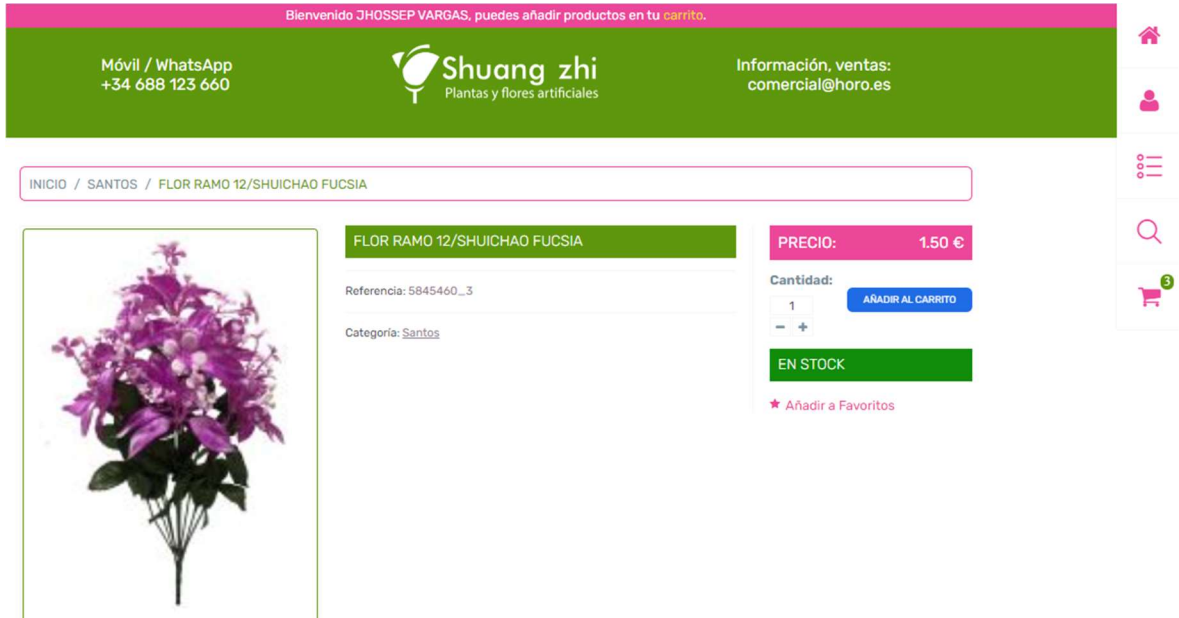 Bienvenido JHOSSEP VARGAS, puedes añadir productos en tu carrito.
Móvil / WhatsApp
+34 688 123 660
Shuang zhi
Plantas y flores artificiales
Información, ventas:
comercial@horo.es
INICIO / SANTOS / FLOR RAMO 12/SHUICHAO FUCSIA
FLOR RAMO 12/SHUICHAO FUCSIA
Referencia: 5845460_3
Categoría: Santos
PRECIO: 1.50 €
Cantidad:
1
AÑADIR AL CARRITO
- +
EN STOCK
Añadir a Favoritos
3